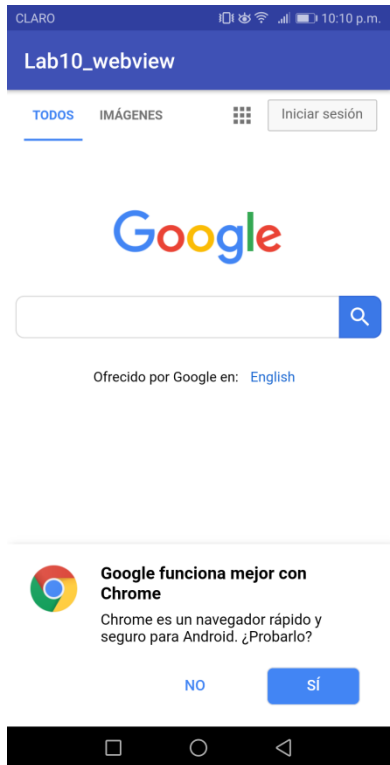 CLARO 10:10 p.m.
Lab10_webview
TODOS IMÁGENES Iniciar sesión
Google
Ofrecido por Google en: English
Google funciona mejor con
Chrome
Chrome es un navegador rápido y
seguro para Android. ¿Probarlo?
NO SÍ